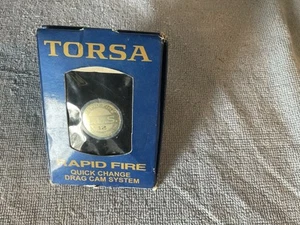 TORSA
RAPID FIRE
QUICK CHANGE
DRAG CAM SYSTEM